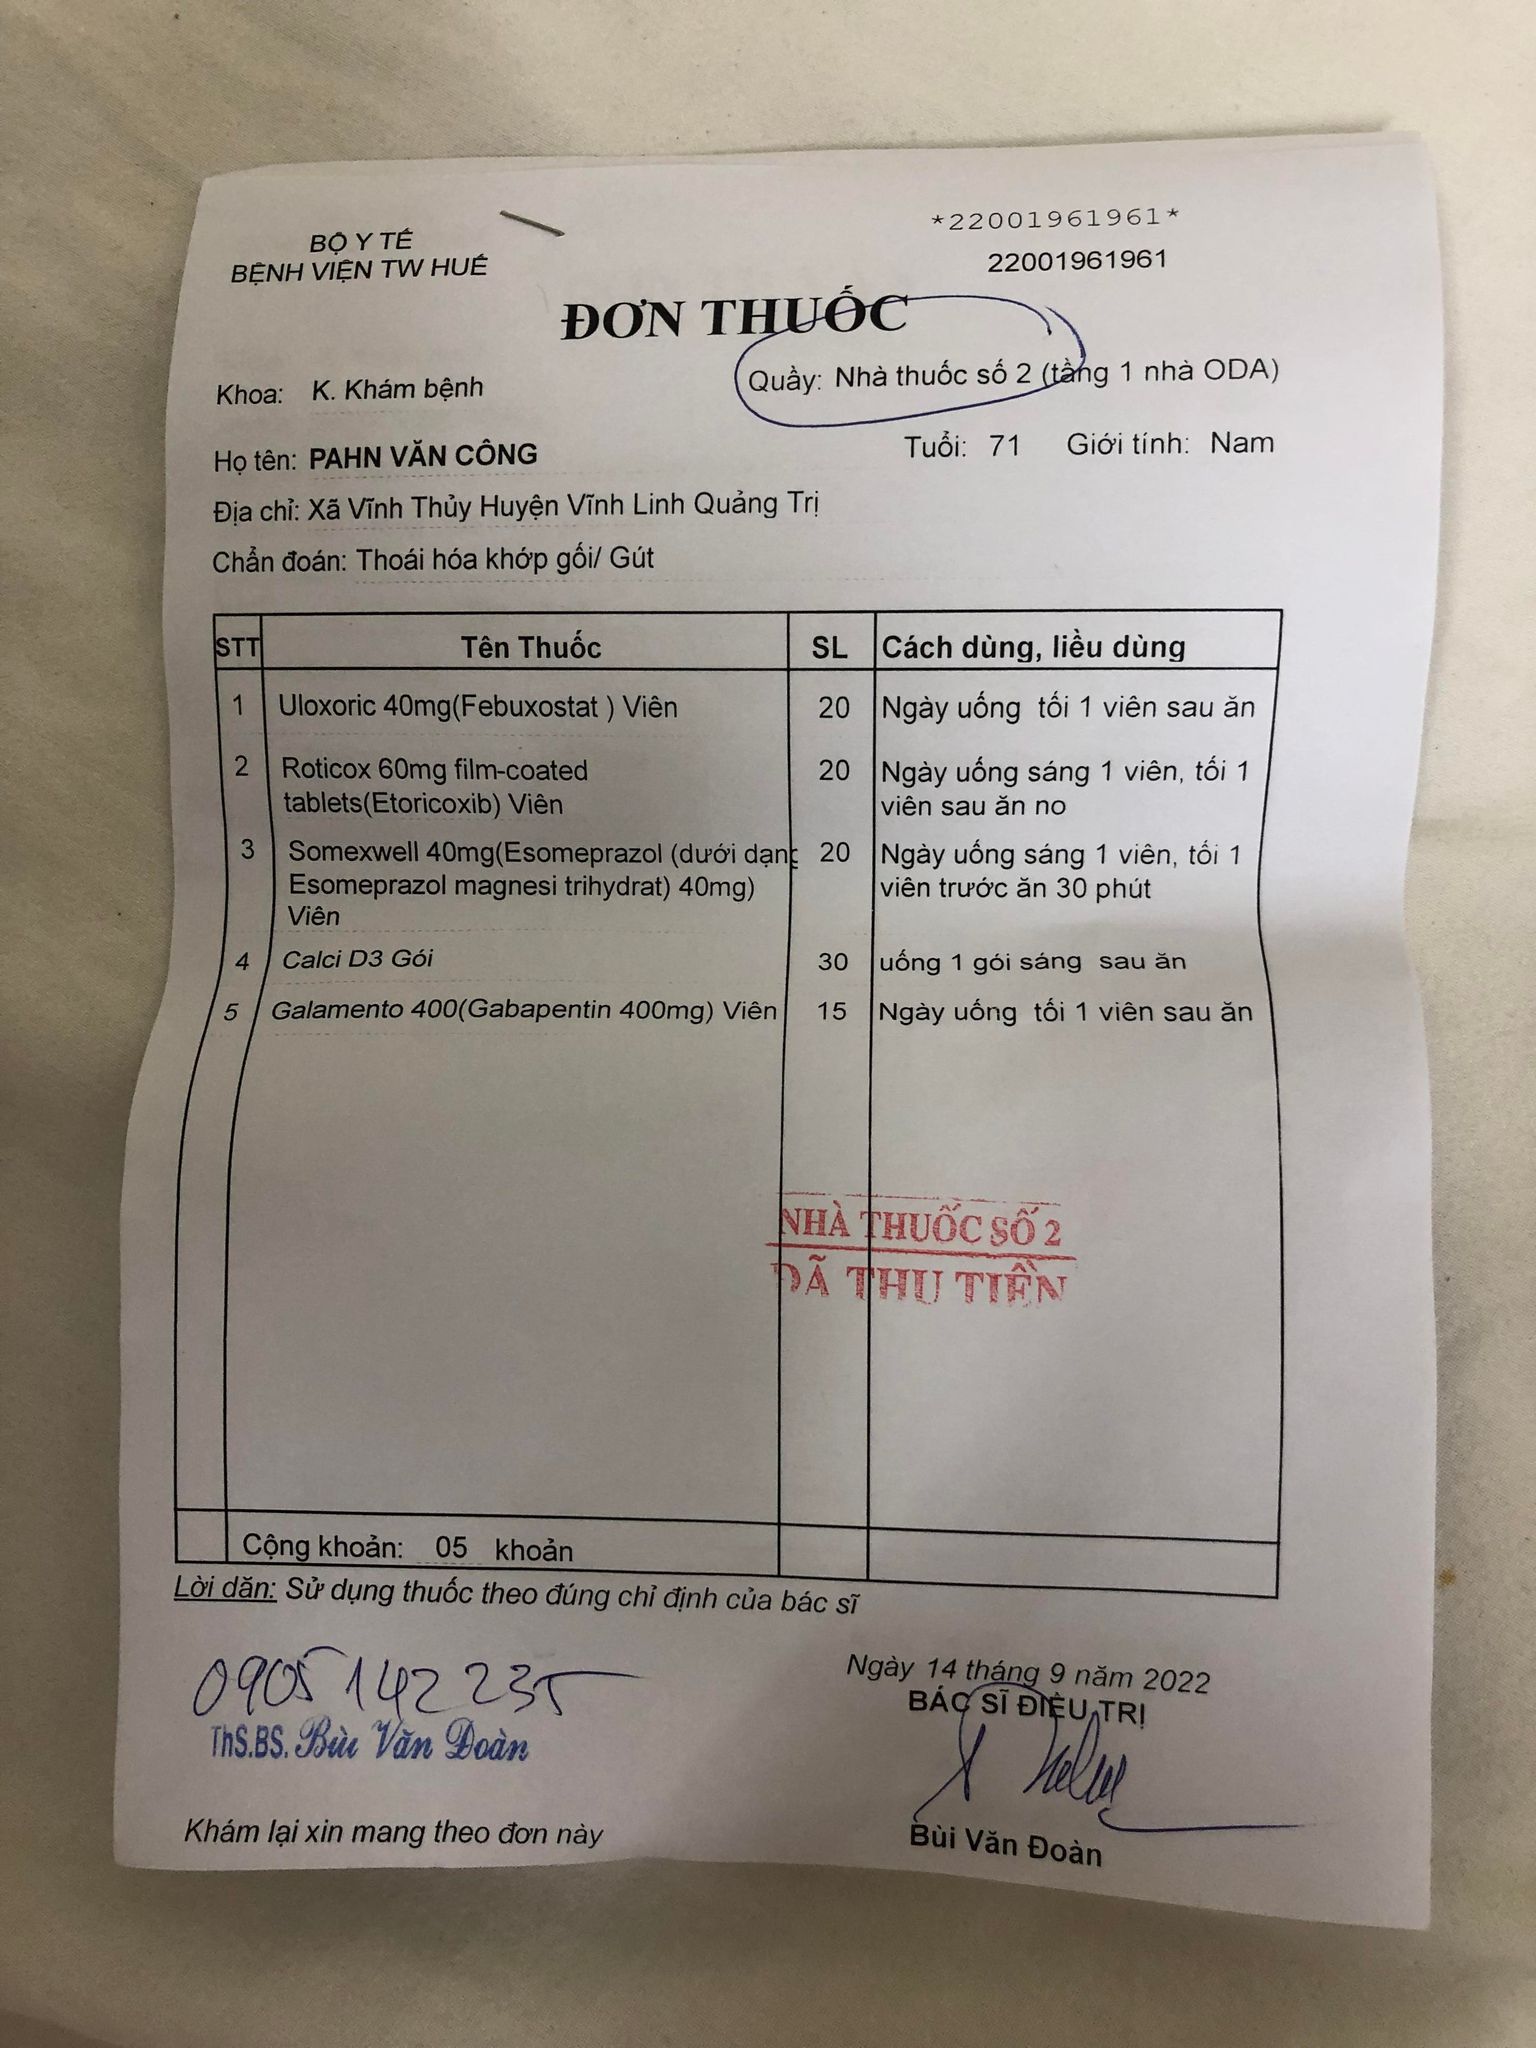 BỘ Y TẾ
BỆNH VIỆN TW HUẾ
*22001961961*
22001961961
ĐƠN THUỐC
Khoa: K. Khám bệnh
Quầy: Nhà thuốc số 2 (tầng 1 nhà ODA)
Họ tên: PAHN VĂN CÔNG
Tuổi: 71 Giới tính: Nam
Địa chỉ: Xã Vĩnh Thủy Huyện Vĩnh Linh Quảng Trị
Chẩn đoán: Thoái hóa khớp gối/ Gút
STT Tên Thuốc SL Cách dùng, liều dùng
1 Uloxoric 40mg(Febuxostat ) Viên 20 Ngày uống tối 1 viên sau ăn
2 Roticox 60mg film-coated 20 Ngày uống sáng 1 viên, tối 1
tablets(Etoricoxib) Viên viên sau ăn no
3 Somexwell 40mg(Esomeprazol (dưới dạng 20 Ngày uống sáng 1 viên, tối 1
Esomeprazol magnesi trihydrat) 40mg) viên trước ăn 30 phút
Viên
4 Calci D3 Gói 30 uống 1 gói sáng sau ăn
5 Galamento 400(Gabapentin 400mg) Viên 15 Ngày uống tối 1 viên sau ăn
NHÀ THUỐC SỐ 2
ĐÃ THU TIỀN
Cộng khoản: 05 khoản
Lời dăn: Sử dụng thuốc theo đúng chỉ định của bác sĩ
0905 142 235
ThS.BS. Bùi Văn Đoàn
Ngày 14 tháng 9 năm 2022
BÁC SĨ ĐIỀU TRỊ
Khám lại xin mang theo đơn này
Bùi Văn Đoàn